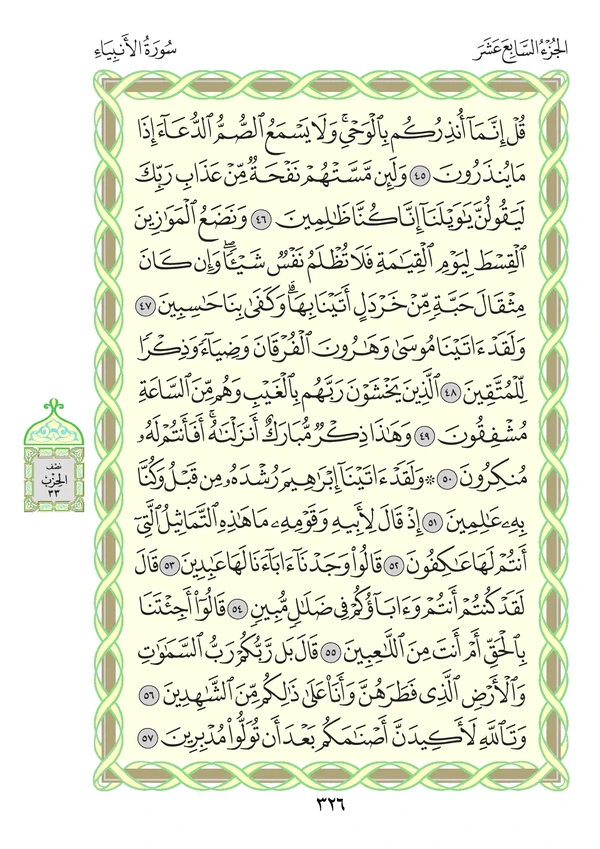 الجُزْءُ السَّابِعَ عَشَرَ
سُورَةُ الأَنبِيَاءِ
قُلۡ إِنَّمَآ أُنذِرُكُم بِٱلۡوَحۡيِۚ وَلَا يَسۡمَعُ ٱلصُّمُّ ٱلدُّعَآءَ إِذَا
مَا يُنذَرُونَ ٤٥ وَلَئِن مَّسَّتۡهُمۡ نَفۡحَةٞ مِّنۡ عَذَابِ رَبِّكَ
لَيَقُولُنَّ يَٰوَيۡلَنَآ إِنَّا كُنَّا ظَٰلِمِينَ ٤٦ وَنَضَعُ ٱلۡمَوَٰزِينَ
ٱلۡقِسۡطَ لِيَوۡمِ ٱلۡقِيَٰمَةِ فَلَا تُظۡلَمُ نَفۡسٞ شَيۡـٔٗاۖ وَإِن كَانَ
مِثۡقَالَ حَبَّةٖ مِّنۡ خَرۡدَلٍ أَتَيۡنَا بِهَاۗ وَكَفَىٰ بِنَا حَٰسِبِينَ ٤٧
وَلَقَدۡ ءَاتَيۡنَا مُوسَىٰ وَهَٰرُونَ ٱلۡفُرۡقَانَ وَضِيَآءٗ وَذِكۡرٗا
لِّلۡمُتَّقِينَ ٤٨ ٱلَّذِينَ يَخۡشَوۡنَ رَبَّهُم بِٱلۡغَيۡبِ وَهُم مِّنَ ٱلسَّاعَةِ
مُشۡفِقُونَ ٤٩ وَهَٰذَا ذِكۡرٞ مُّبَارَكٌ أَنزَلۡنَٰهُۚ أَفَأَنتُمۡ لَهُۥ
مُنكِرُونَ ٥٠ ۞ وَلَقَدۡ ءَاتَيۡنَآ إِبۡرَٰهِيمَ رُشۡدَهُۥ مِن قَبۡلُ وَكُنَّا
بِهِۦ عَٰلِمِينَ ٥١ إِذۡ قَالَ لِأَبِيهِ وَقَوۡمِهِۦ مَا هَٰذِهِ ٱلتَّمَاثِيلُ ٱلَّتِيٓ
أَنتُمۡ لَهَا عَٰكِفُونَ ٥٢ قَالُواْ وَجَدۡنَآ ءَابَآءَنَا لَهَا عَٰبِدِينَ ٥٣ قَالَ
لَقَدۡ كُنتُمۡ أَنتُمۡ وَءَابَآؤُكُمۡ فِي ضَلَٰلٖ مُّبِينٖ ٥٤ قَالُوٓاْ أَجِئۡتَنَا
بِٱلۡحَقِّ أَمۡ أَنتَ مِنَ ٱللَّٰعِبِينَ ٥٥ قَالَ بَل رَّبُّكُمۡ رَبُّ ٱلسَّمَٰوَٰتِ
وَٱلۡأَرۡضِ ٱلَّذِي فَطَرَهُنَّ وَأَنَا۠ عَلَىٰ ذَٰلِكُم مِّنَ ٱلشَّٰهِدِينَ ٥٦
وَتَٱللَّهِ لَأَكِيدَنَّ أَصۡنَٰمَكُم بَعۡدَ أَن تُوَلُّواْ مُدۡبِرِينَ ٥٧
نصف
الحزب
٣٣
٣٢٦